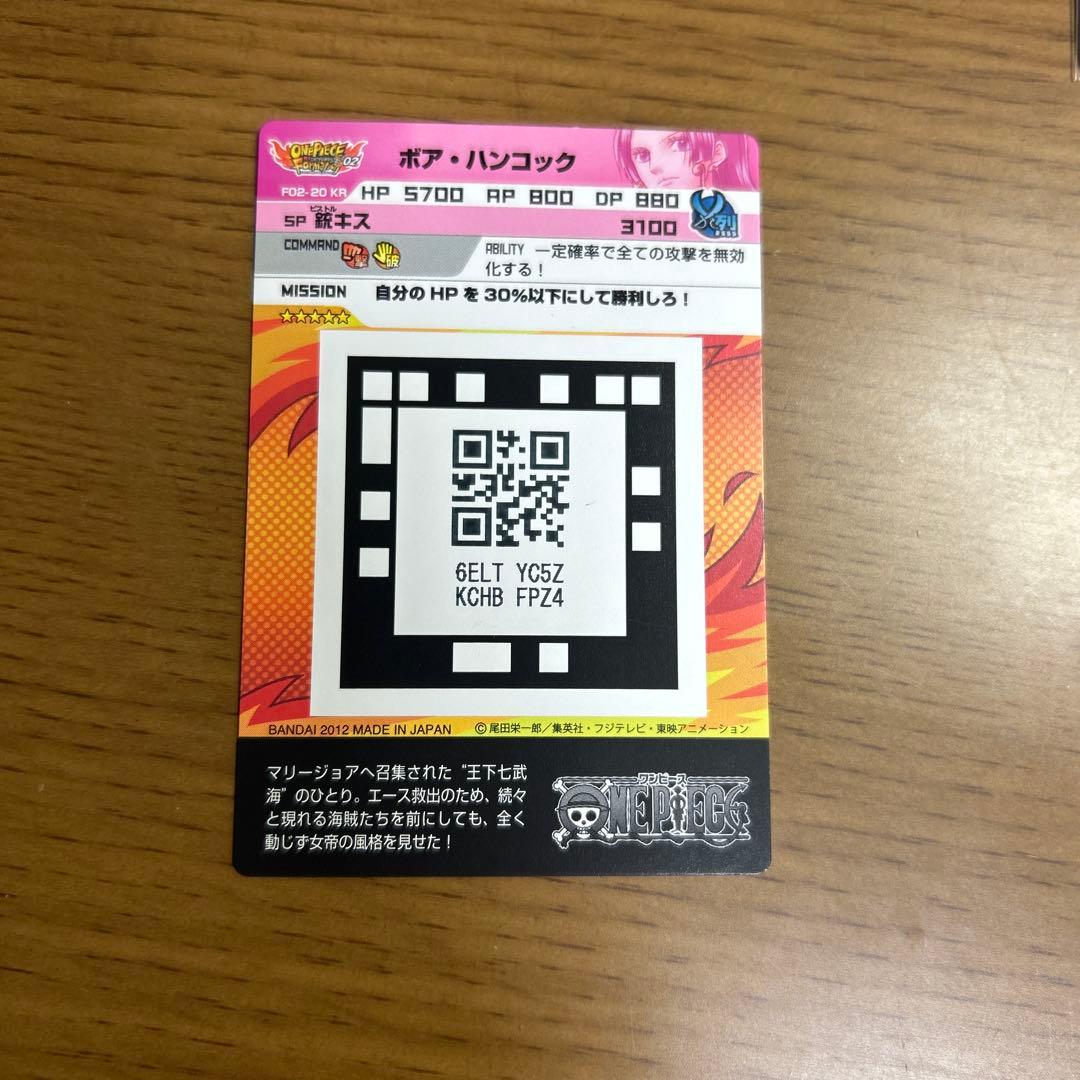 ONE PIECE
02
ボア・ハンコック
F02-20 KR
HP 5700 AP 800 DP 880
ピストル
SP 銃キス
3100
列
COMMAND 撃 破
ABILITY 一定確率で全ての攻撃を無効
化する!
MISSION 自分のHPを30%以下にして勝利しろ!
★★★★★
6ELT YC5Z
KCHB FPZ4
BANDAI 2012 MADE IN JAPAN ©尾田栄一郎/集英社・フジテレビ・東映アニメーション
マリージョアへ召集された“王下七武
海”のひとり。エース救出のため、続々
と現れる海賊たちを前にしても、全く
動じず女帝の風格を見せた!
ワンピース
ONE PIECE